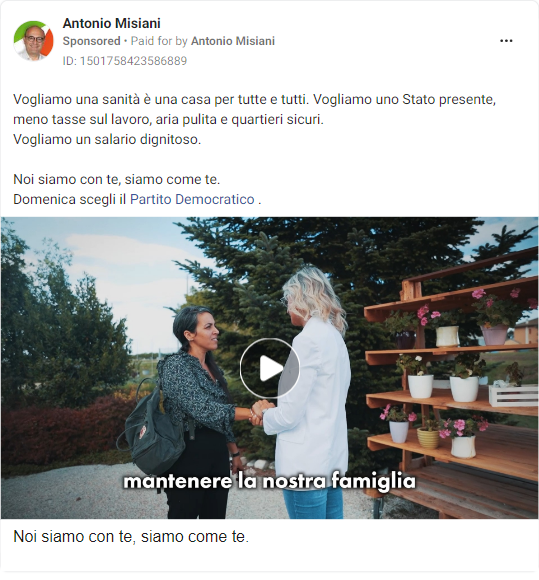 Antonio Misiani
Sponsored • Paid for by Antonio Misiani
ID: 1501758423586889
Vogliamo una sanità è una casa per tutte e tutti. Vogliamo uno Stato presente,
meno tasse sul lavoro, aria pulita e quartieri sicuri.
Vogliamo un salario dignitoso.
Noi siamo con te, siamo come te.
Domenica scegli il Partito Democratico .
mantenere la nostra famiglia
Noi siamo con te, siamo come te.